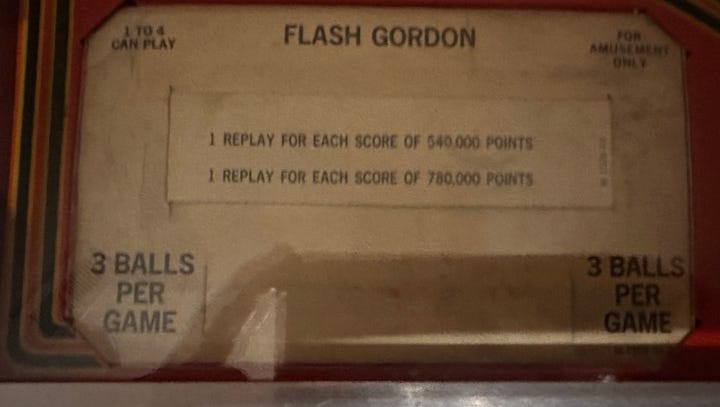 1 TO 4
CAN PLAY
FLASH GORDON
FOR
AMUSEMENT
ONLY
1 REPLAY FOR EACH SCORE OF 540,000 POINTS
1 REPLAY FOR EACH SCORE OF 780,000 POINTS
3 BALLS
PER
GAME
3 BALLS
PER
GAME